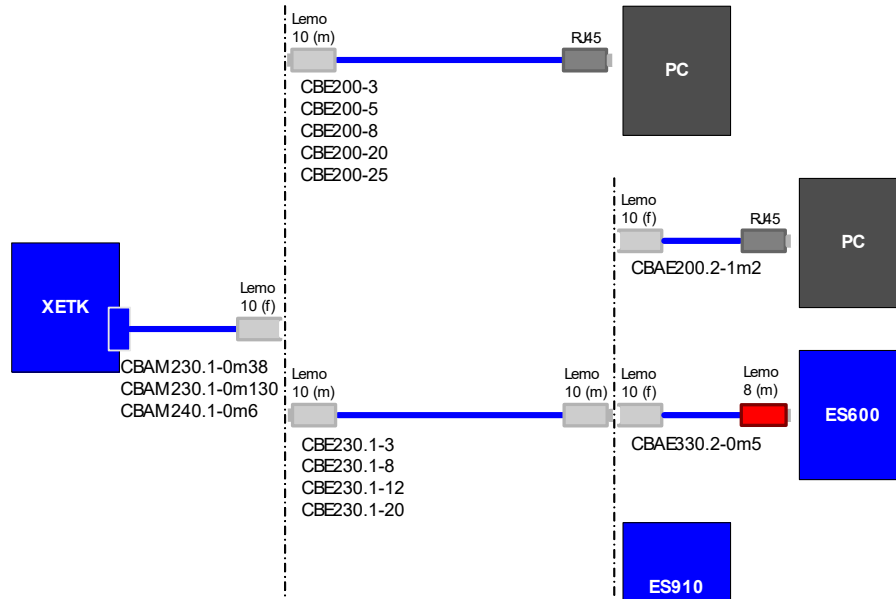 Lemo
10 (m)
RJ45
PC
CBE200-3
CBE200-5
CBE200-8
CBE200-20
CBE200-25
Lemo
10 (f)
RJ45
PC
CBAE200.2-1m2
XETK
Lemo
10 (f)
CBAM230.1-0m38
CBAM230.1-0m130
CBAM240.1-0m6
Lemo
10 (m)
Lemo
10 (m)
Lemo
10 (f)
Lemo
8 (m)
ES600
CBE230.1-3
CBE230.1-8
CBE230.1-12
CBE230.1-20
CBAE330.2-0m5
ES910